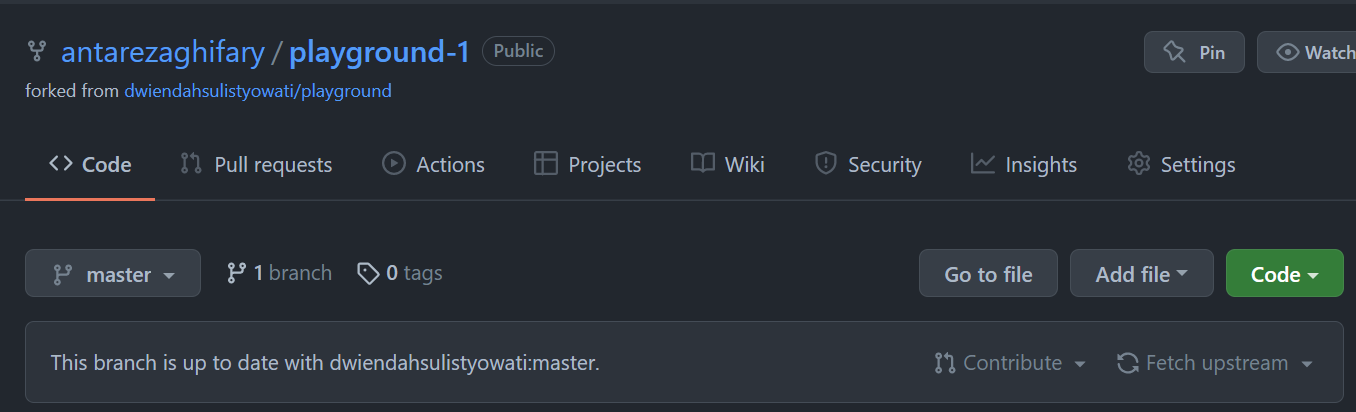 antarezaghifary / playground-1 Public Pin Watch
forked from dwiendahsulistyowati/playground
Code Pull requests Actions Projects Wiki Security Insights Settings
master 1 branch 0 tags Go to file Add file Code
This branch is up to date with dwiendahsulistyowati:master. Contribute Fetch upstream